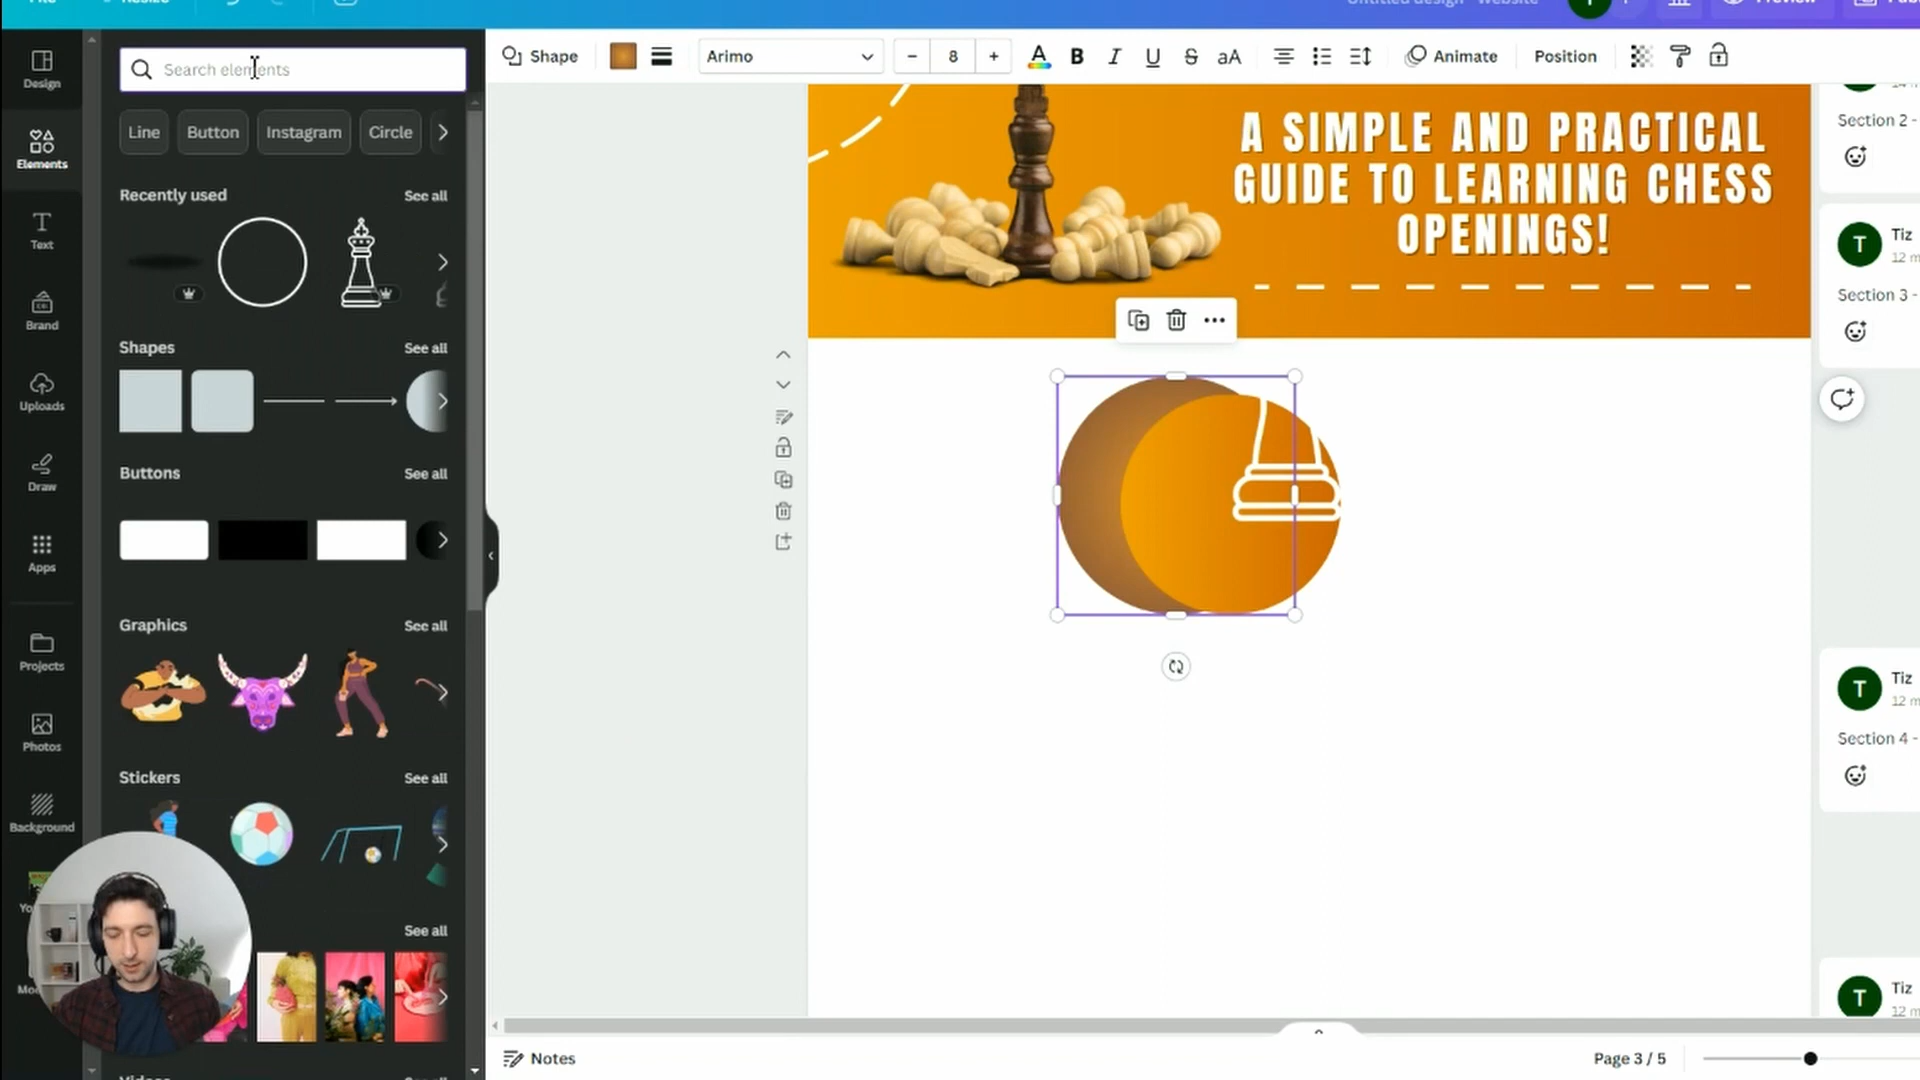 File
Resize
Untitled design - Website
Preview
Design
Elements
Text
Brand
Uploads
Draw
Apps
Projects
Photos
Background
Search elements
Line
Button
Instagram
Circle
Recently used
See all
Shapes
See all
Buttons
See all
Graphics
See all
Stickers
See all
See all
Shape
Arimo
8
A
B
I
U
S
aA
Animate
Position
A SIMPLE AND PRACTICAL
GUIDE TO LEARNING CHESS
OPENINGS!
Section 2 -
T
Tiz
12 m
Section 3 -
T
Tiz
12 m
Section 4 -
T
Tiz
12 m
Notes
Page 3 / 5